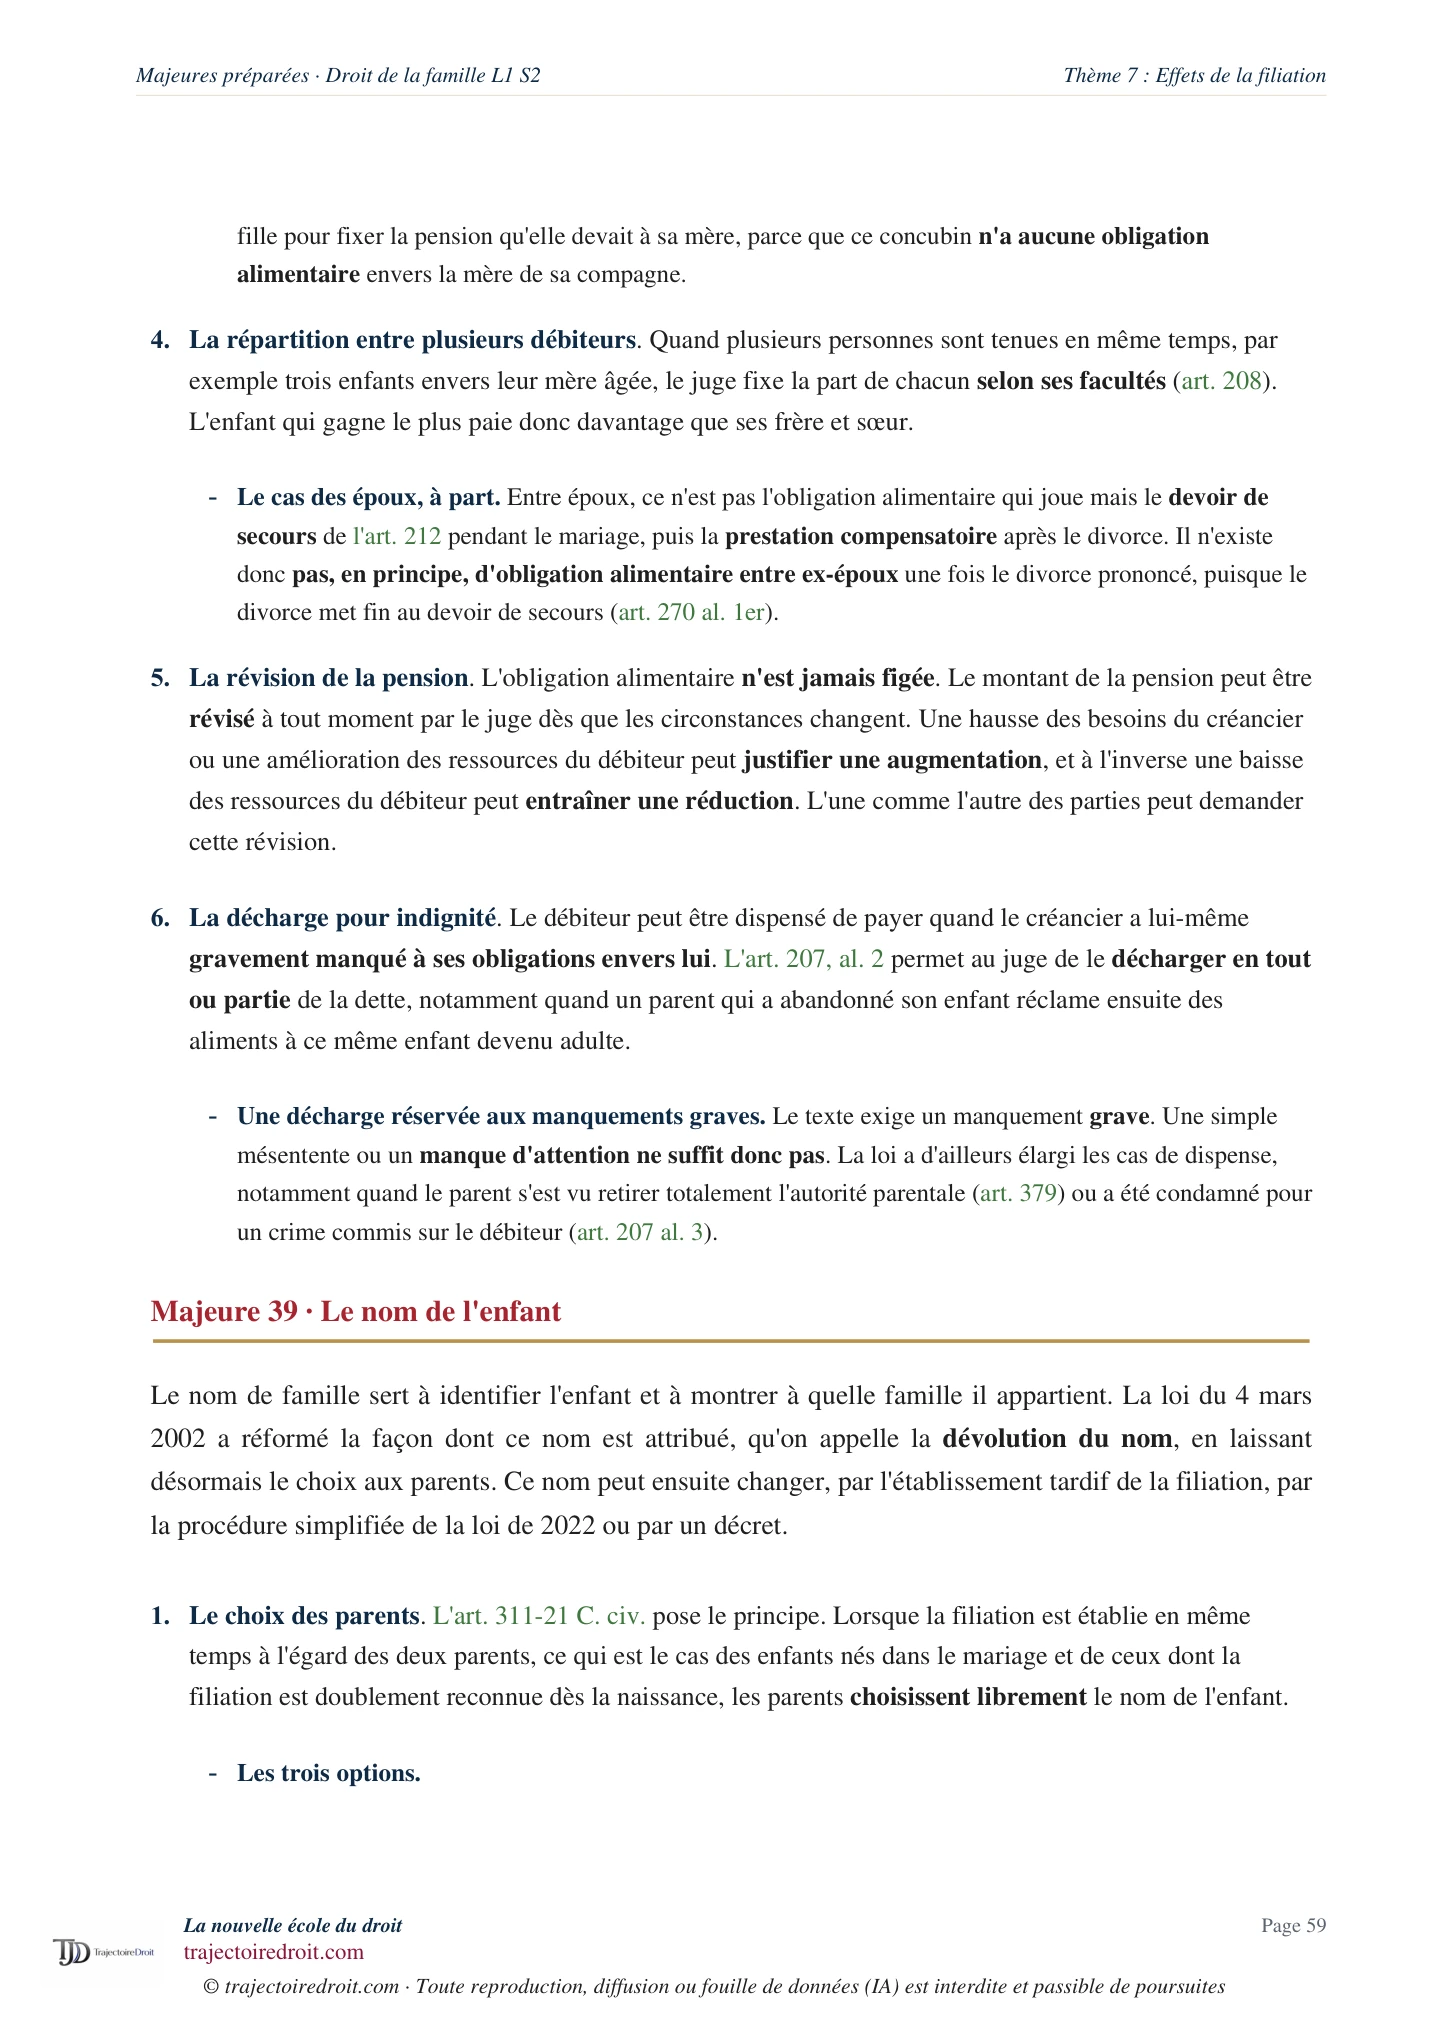 Majeures préparées · Droit de la famille L1 S2
Thème 7 : Effets de la filiation
fille pour fixer la pension qu'elle devait à sa mère, parce que ce concubin n'a aucune obligation
alimentaire envers la mère de sa compagne.
4. La répartition entre plusieurs débiteurs. Quand plusieurs personnes sont tenues en même temps, par
exemple trois enfants envers leur mère âgée, le juge fixe la part de chacun selon ses facultés (art. 208).
L'enfant qui gagne le plus paie donc davantage que ses frère et sœur.
- Le cas des époux, à part. Entre époux, ce n'est pas l'obligation alimentaire qui joue mais le devoir de
secours de l'art. 212 pendant le mariage, puis la prestation compensatoire après le divorce. Il n'existe
donc pas, en principe, d'obligation alimentaire entre ex-époux une fois le divorce prononcé, puisque le
divorce met fin au devoir de secours (art. 270 al. 1er).
5. La révision de la pension. L'obligation alimentaire n'est jamais figée. Le montant de la pension peut être
révisé à tout moment par le juge dès que les circonstances changent. Une hausse des besoins du créancier
ou une amélioration des ressources du débiteur peut justifier une augmentation, et à l'inverse une baisse
des ressources du débiteur peut entraîner une réduction. L'une comme l'autre des parties peut demander
cette révision.
6. La décharge pour indignité. Le débiteur peut être dispensé de payer quand le créancier a lui-même
gravement manqué à ses obligations envers lui. L'art. 207, al. 2 permet au juge de le décharger en tout
ou partie de la dette, notamment quand un parent qui a abandonné son enfant réclame ensuite des
aliments à ce même enfant devenu adulte.
- Une décharge réservée aux manquements graves. Le texte exige un manquement grave. Une simple
mésentente ou un manque d'attention ne suffit donc pas. La loi a d'ailleurs élargi les cas de dispense,
notamment quand le parent s'est vu retirer totalement l'autorité parentale (art. 379) ou a été condamné pour
un crime commis sur le débiteur (art. 207 al. 3).
Majeure 39 · Le nom de l'enfant
Le nom de famille sert à identifier l'enfant et à montrer à quelle famille il appartient. La loi du 4 mars
2002 a réformé la façon dont ce nom est attribué, qu'on appelle la dévolution du nom, en laissant
désormais le choix aux parents. Ce nom peut ensuite changer, par l'établissement tardif de la filiation, par
la procédure simplifiée de la loi de 2022 ou par un décret.
1. Le choix des parents. L'art. 311-21 C. civ. pose le principe. Lorsque la filiation est établie en même
temps à l'égard des deux parents, ce qui est le cas des enfants nés dans le mariage et de ceux dont la
filiation est doublement reconnue dès la naissance, les parents choisissent librement le nom de l'enfant.
- Les trois options.
La nouvelle école du droit
Page 59
TJD TrajectoireDroit
trajectoiredroit.com
© trajectoiredroit.com · Toute reproduction, diffusion ou fouille de données (IA) est interdite et passible de poursuites